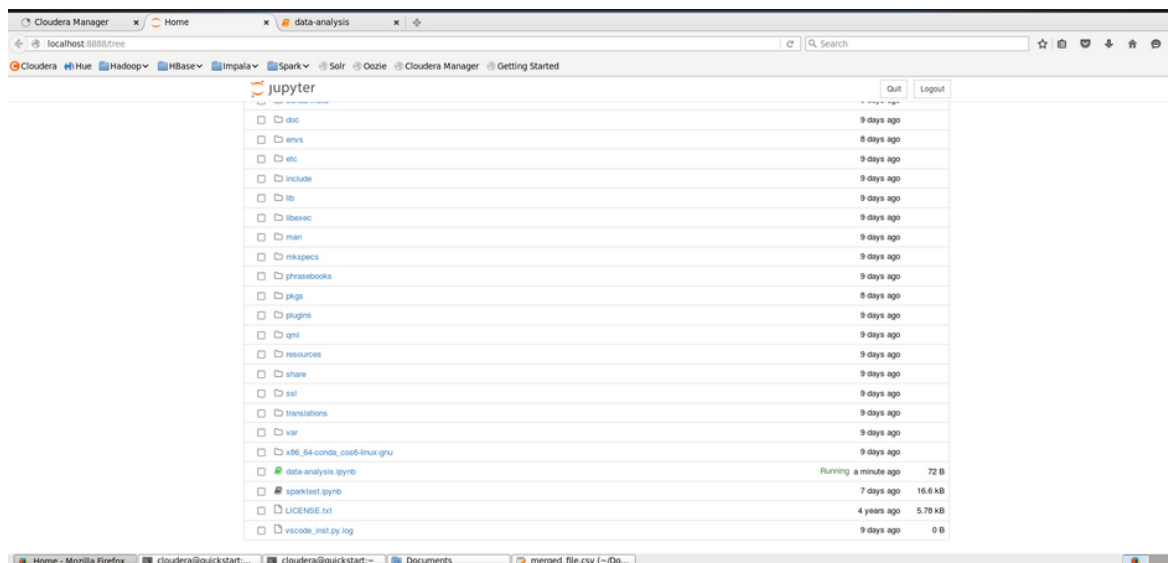 Cloudera Manager Home data-analysis
localhost:8888/tree Search
Cloudera Hue Hadoop HBase Impala Spark Solr Oozie Cloudera Manager Getting Started
jupyter Quit Logout
doc 9 days ago
envs 8 days ago
etc 9 days ago
include 9 days ago
lib 9 days ago
libexec 9 days ago
man 9 days ago
mkspecs 9 days ago
phrasebooks 9 days ago
pkgs 8 days ago
plugins 9 days ago
qml 9 days ago
resources 9 days ago
share 9 days ago
ssl 9 days ago
translations 9 days ago
var 9 days ago
x86_64-conda_cos6-linux-gnu 9 days ago
data-analysis.ipynb Running a minute ago 72 B
sparktest.ipynb 7 days ago 16.6 kB
LICENSE.txt 4 years ago 5.78 kB
vscode_inst.py.log 9 days ago 0 B
Home - Mozilla Firefox cloudera@quickstart:... cloudera@quickstart:~ Documents merged_file.csv (~/Do...